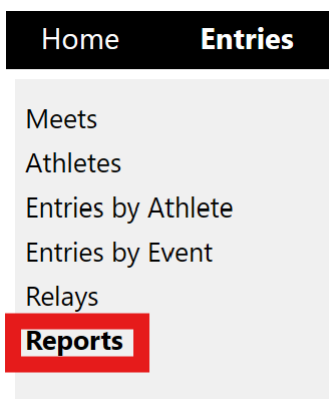 Home Entries
Meets
Athletes
Entries by Athlete
Entries by Event
Relays
Reports